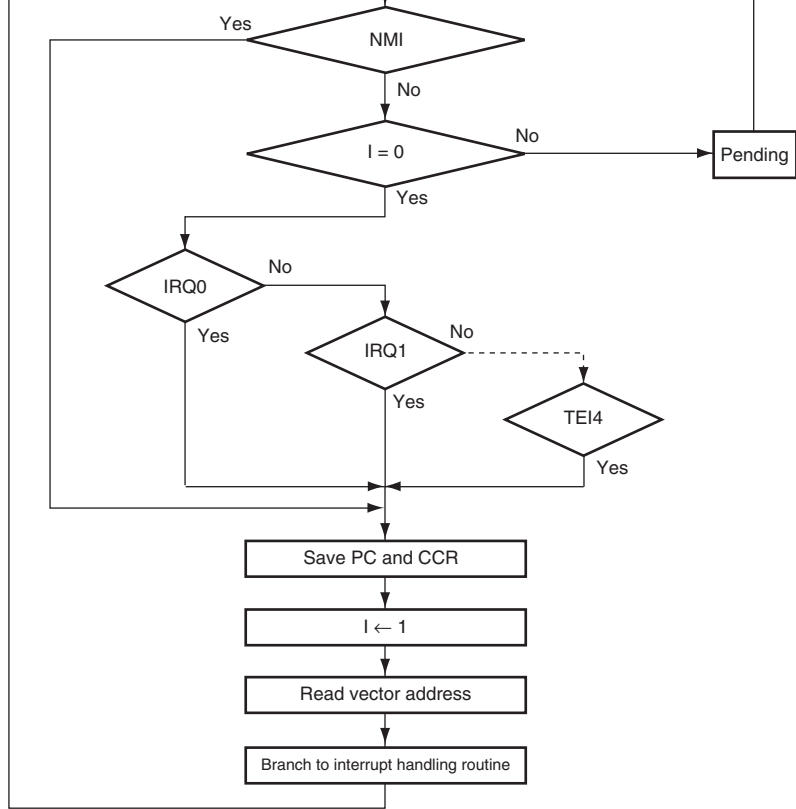 Yes
NMI
No
I = 0
No
Pending
Yes
IRQ0
No
Yes
IRQ1
No
Yes
TEI4
Yes
Save PC and CCR
I ← 1
Read vector address
Branch to interrupt handling routine